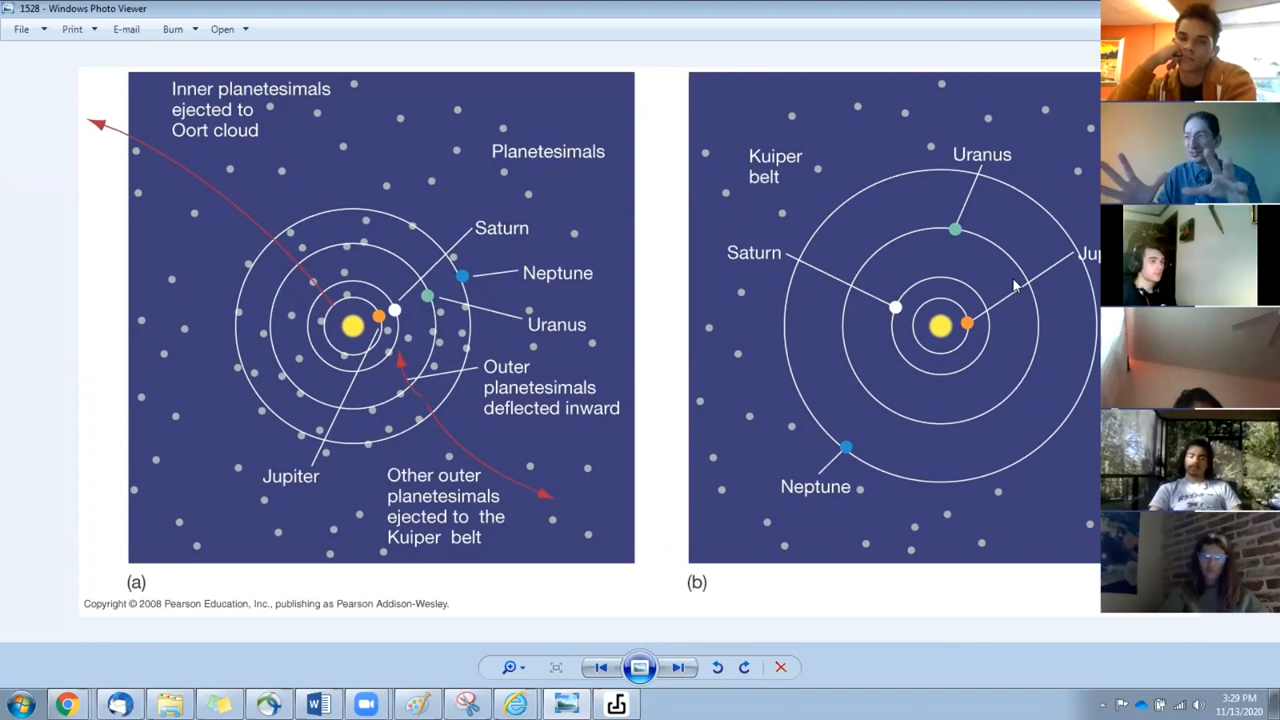 1528 - Windows Photo Viewer
File Print E-mail Burn Open
Inner planetesimals
ejected to
Oort cloud
Planetesimals
Saturn
Neptune
Uranus
Outer
planetesimals
deflected inward
Jupiter
Other outer
planetesimals
ejected to the
Kuiper belt
(a)
Kuiper
belt
Uranus
Saturn
Ju
Neptune
(b)
Copyright © 2008 Pearson Education, Inc., publishing as Pearson Addison-Wesley.
3:29 PM
11/13/2020